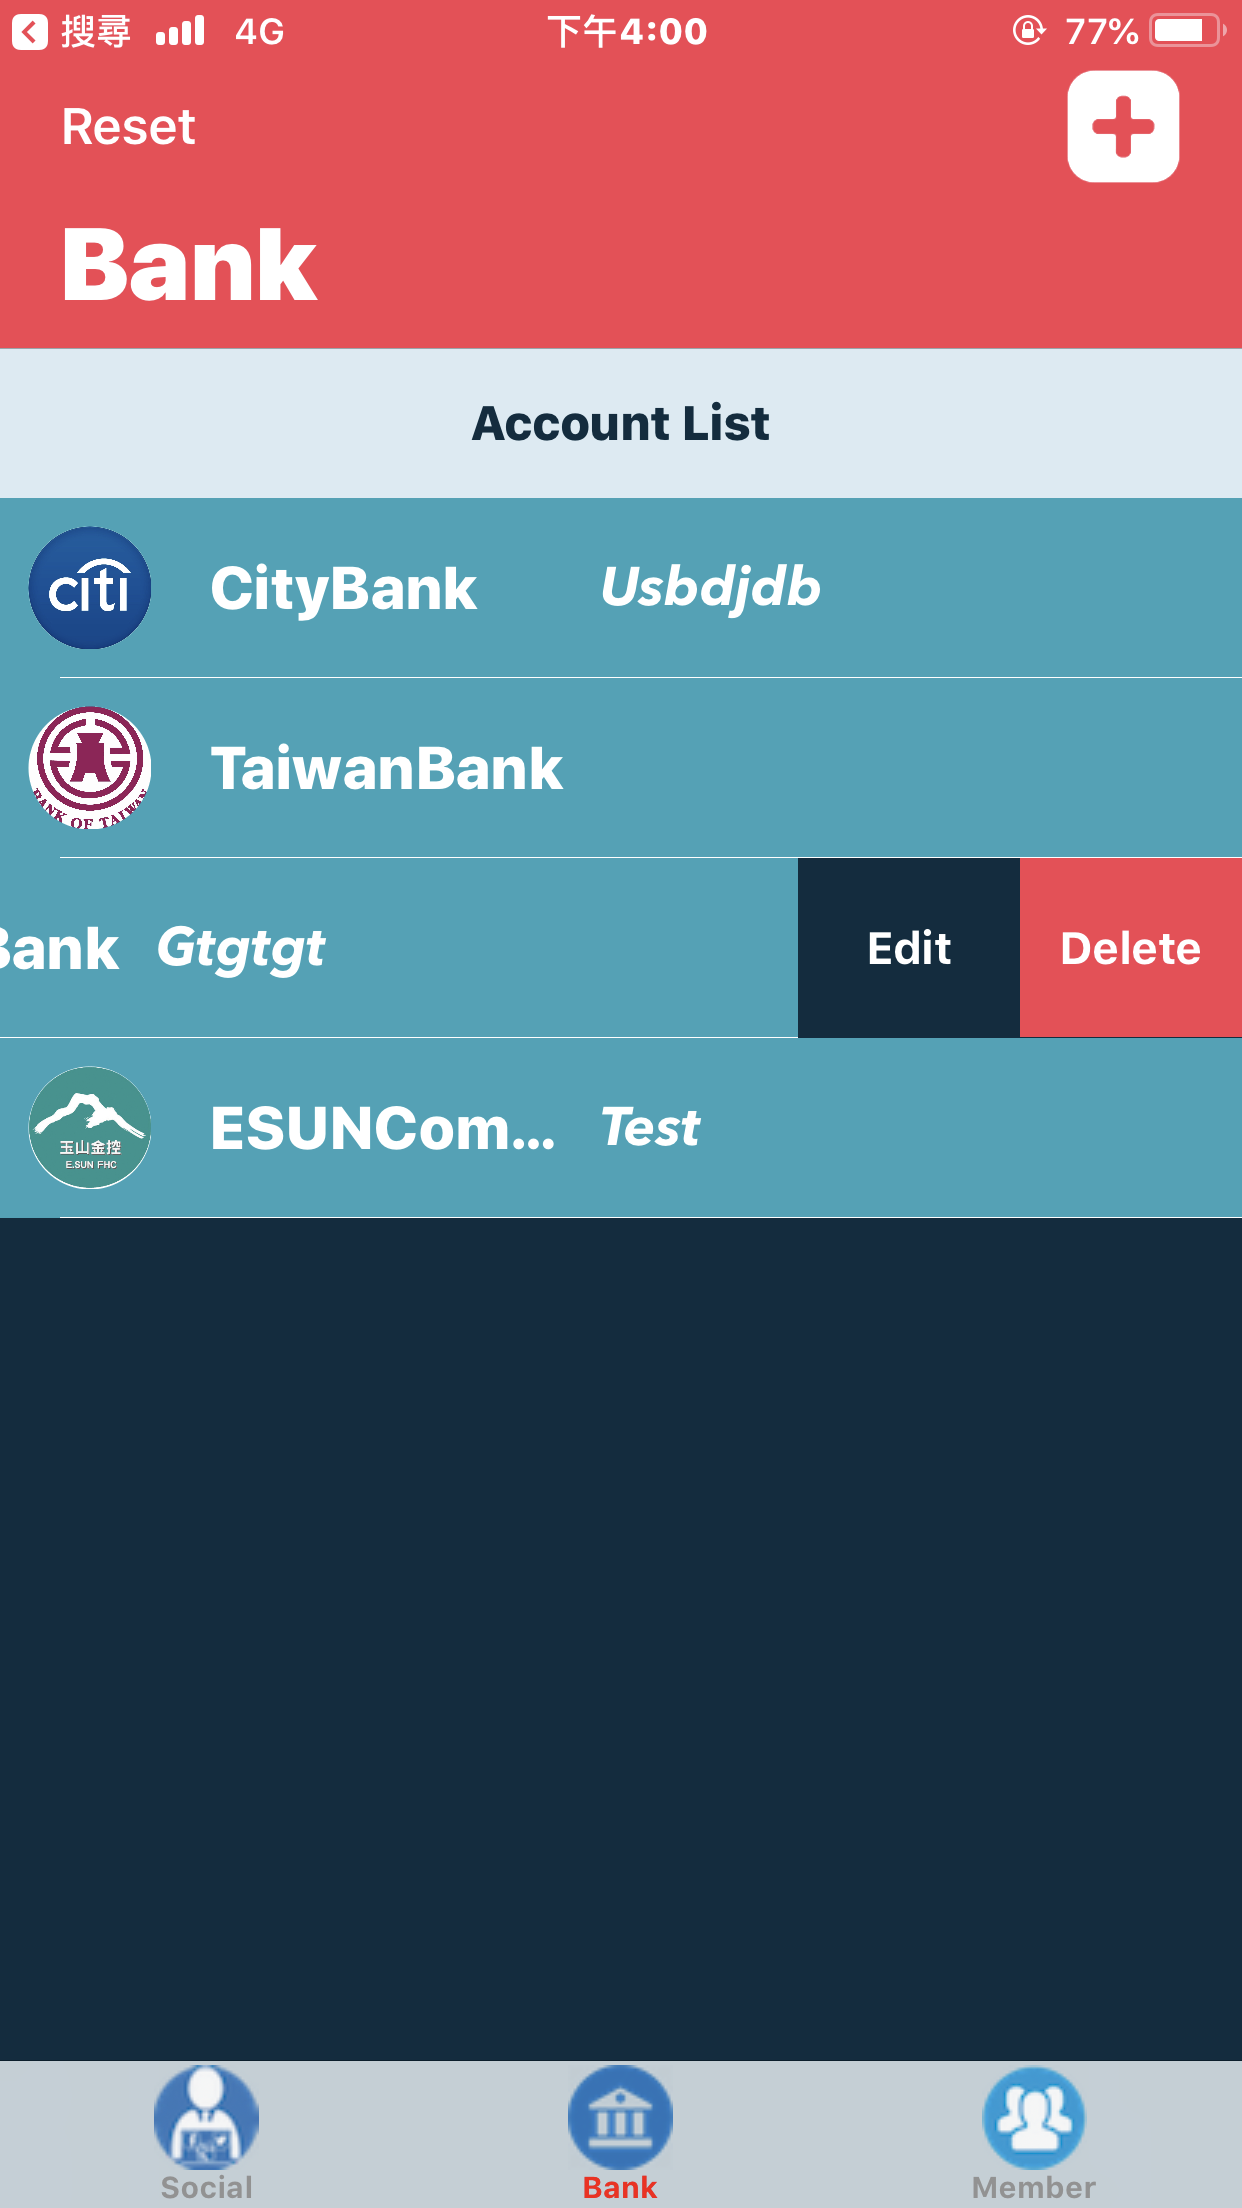 搜尋 4G 下午4:00 77%
Reset
Bank
Account List
citi CityBank Usbdjdb
BANK OF TAIWAN TaiwanBank
Bank Gtgtgt Edit Delete
玉山金控
E.SUN FHC
ESUNCom... Test
Social Bank Member